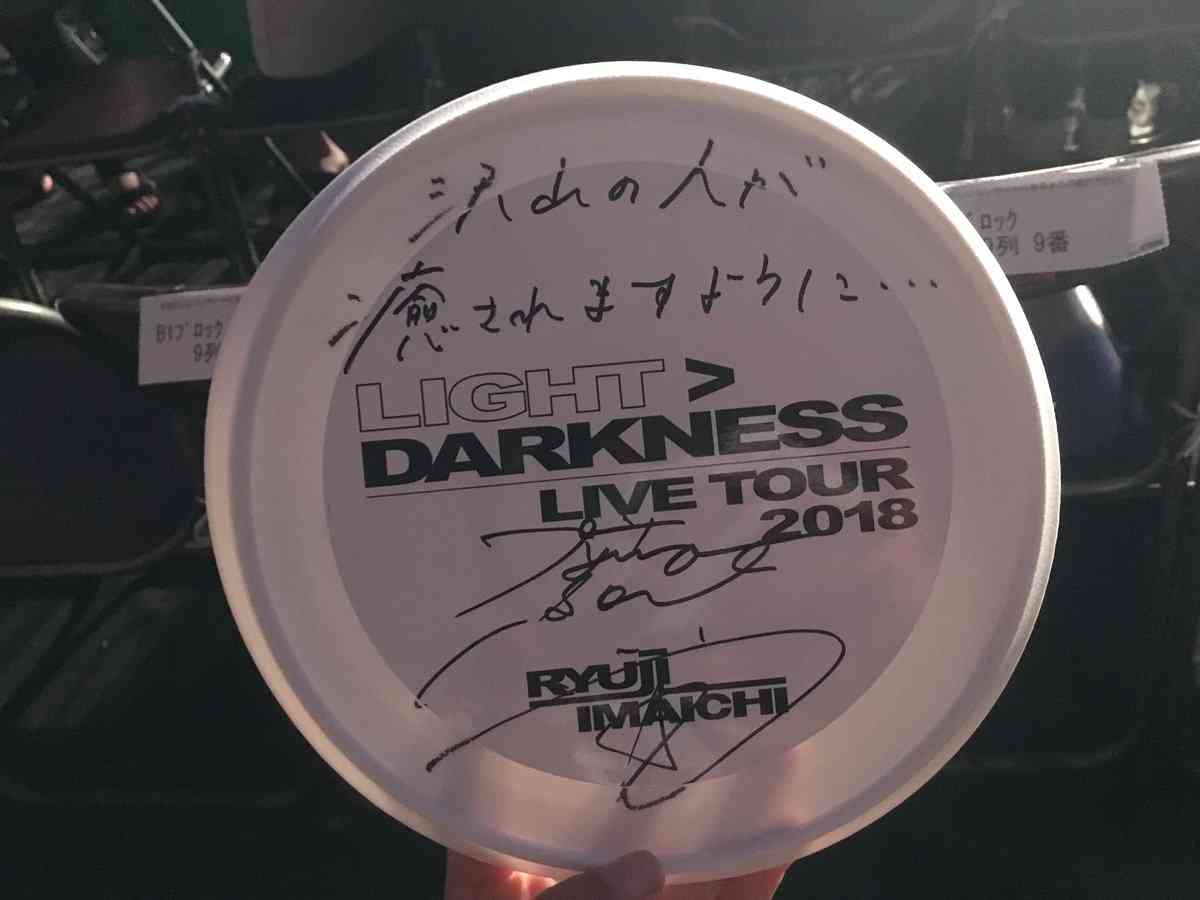 沢山の人が
癒されますように...
LIGHT >
DARKNESS
LIVE TOUR
2018
RYUJI
IMAICHI
B1ブロック
9列
ロック
9列 9番